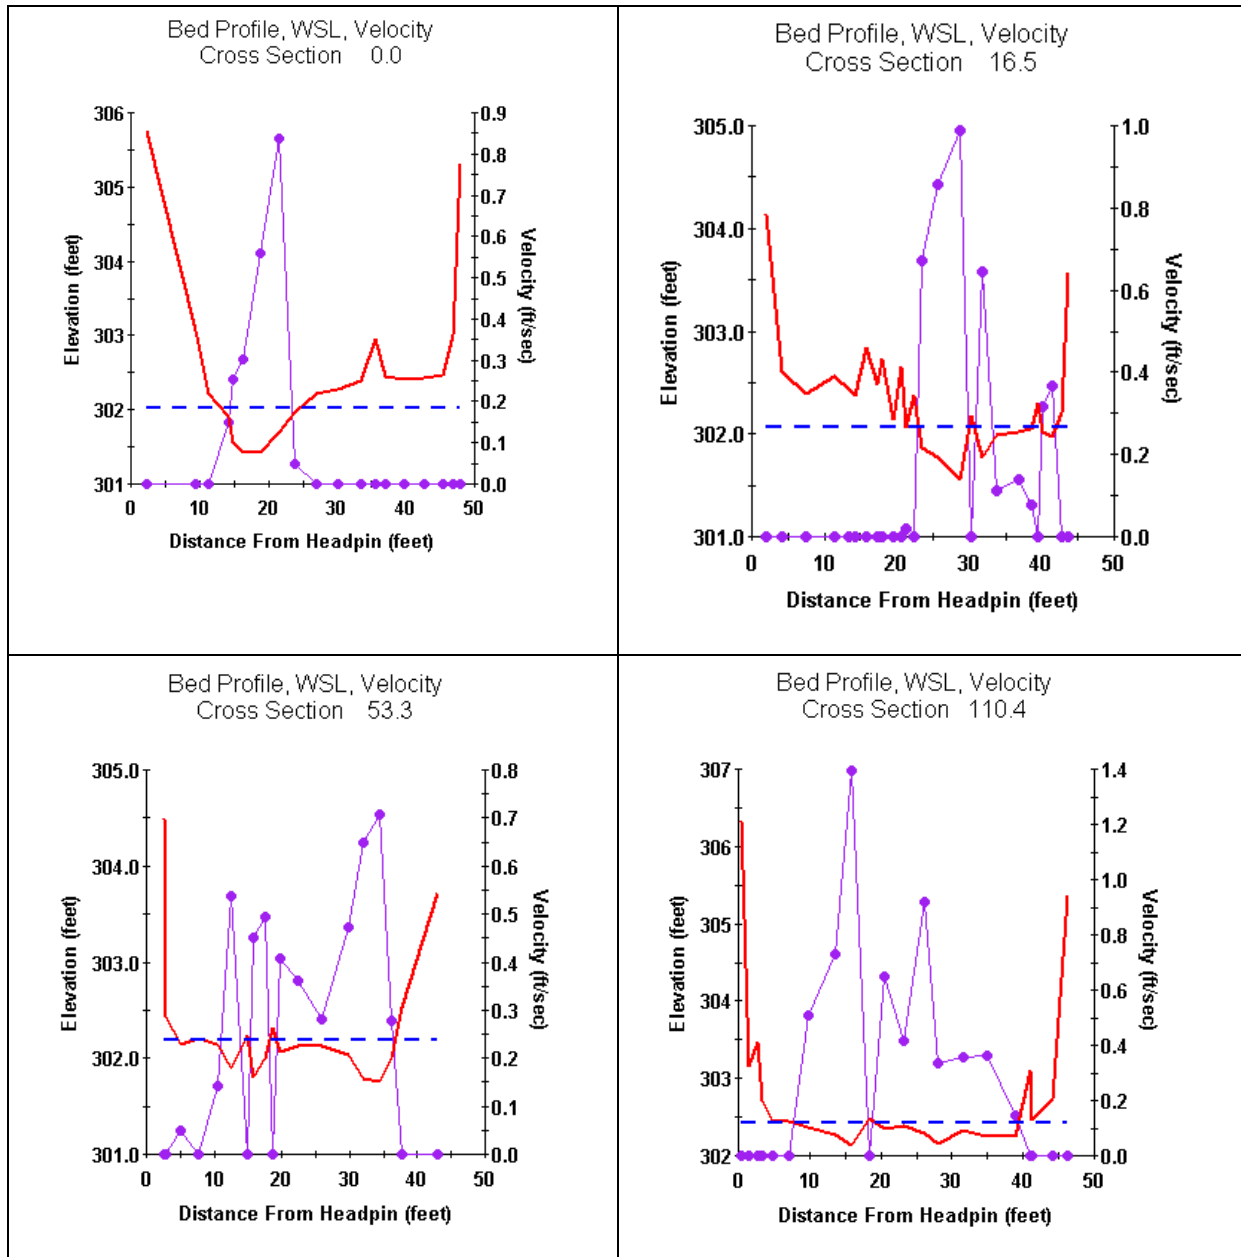 Bed Profile, WSL, Velocity
Cross Section 0.0
306
305
304
303
302
301
Elevation (feet)
0.9
0.8
0.7
0.6
0.5
0.4
0.3
0.2
0.1
0.0
Velocity (ft/sec)
0 10 20 30 40 50
Distance From Headpin (feet)
Bed Profile, WSL, Velocity
Cross Section 16.5
305.0
304.0
303.0
302.0
301.0
Elevation (feet)
1.0
0.8
0.6
0.4
0.2
0.0
Velocity (ft/sec)
0 10 20 30 40 50
Distance From Headpin (feet)
Bed Profile, WSL, Velocity
Cross Section 53.3
305.0
304.0
303.0
302.0
301.0
Elevation (feet)
0.8
0.7
0.6
0.5
0.4
0.3
0.2
0.1
0.0
Velocity (ft/sec)
0 10 20 30 40 50
Distance From Headpin (feet)
Bed Profile, WSL, Velocity
Cross Section 110.4
307
306
305
304
303
302
Elevation (feet)
1.4
1.2
1.0
0.8
0.6
0.4
0.2
0.0
Velocity (ft/sec)
0 10 20 30 40 50
Distance From Headpin (feet)